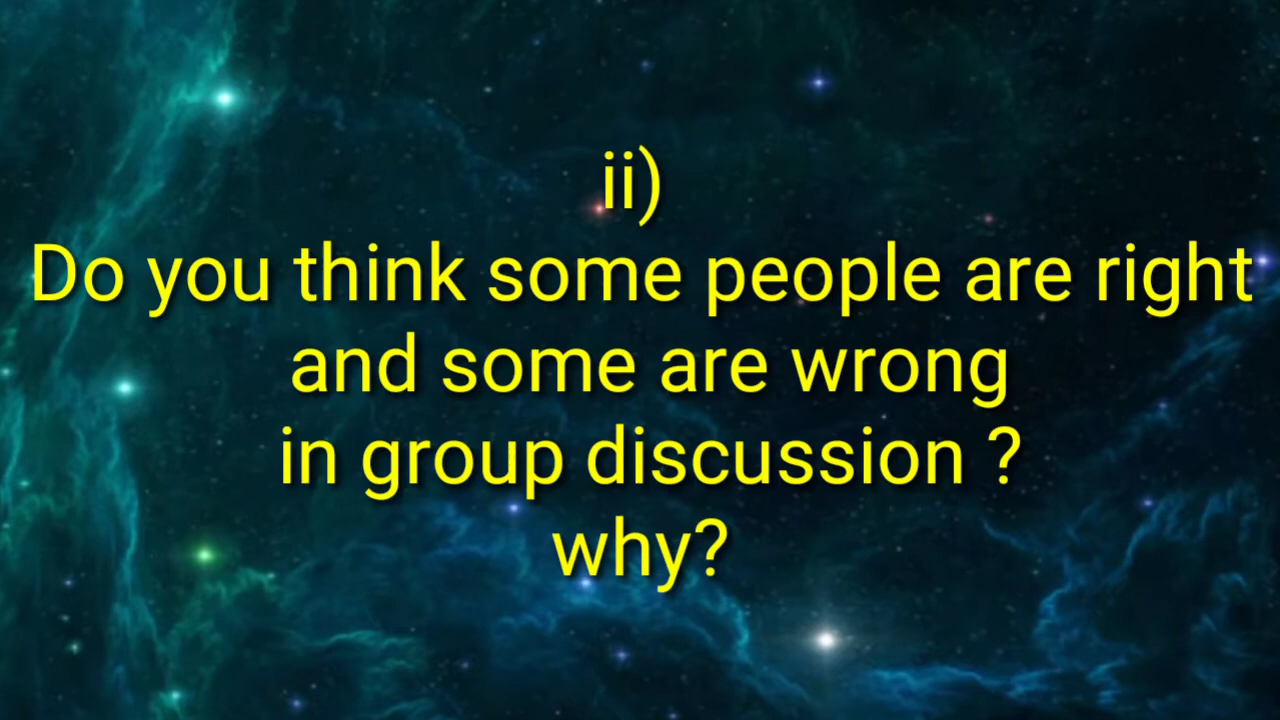 ii)
Do you think some people are right
and some are wrong
in group discussion ?
why?